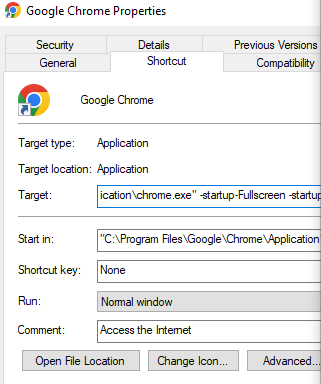 Google Chrome Properties
Security Details Previous Versions
General Shortcut Compatibility
Google Chrome
Target type: Application
Target location: Application
Target: ication\chrome.exe" -startup-Fullscreen -startup
Start in: "C:\Program Files\Google\Chrome\Application
Shortcut key: None
Run: Normal window
Comment: Access the Internet
Open File Location Change Icon... Advanced...